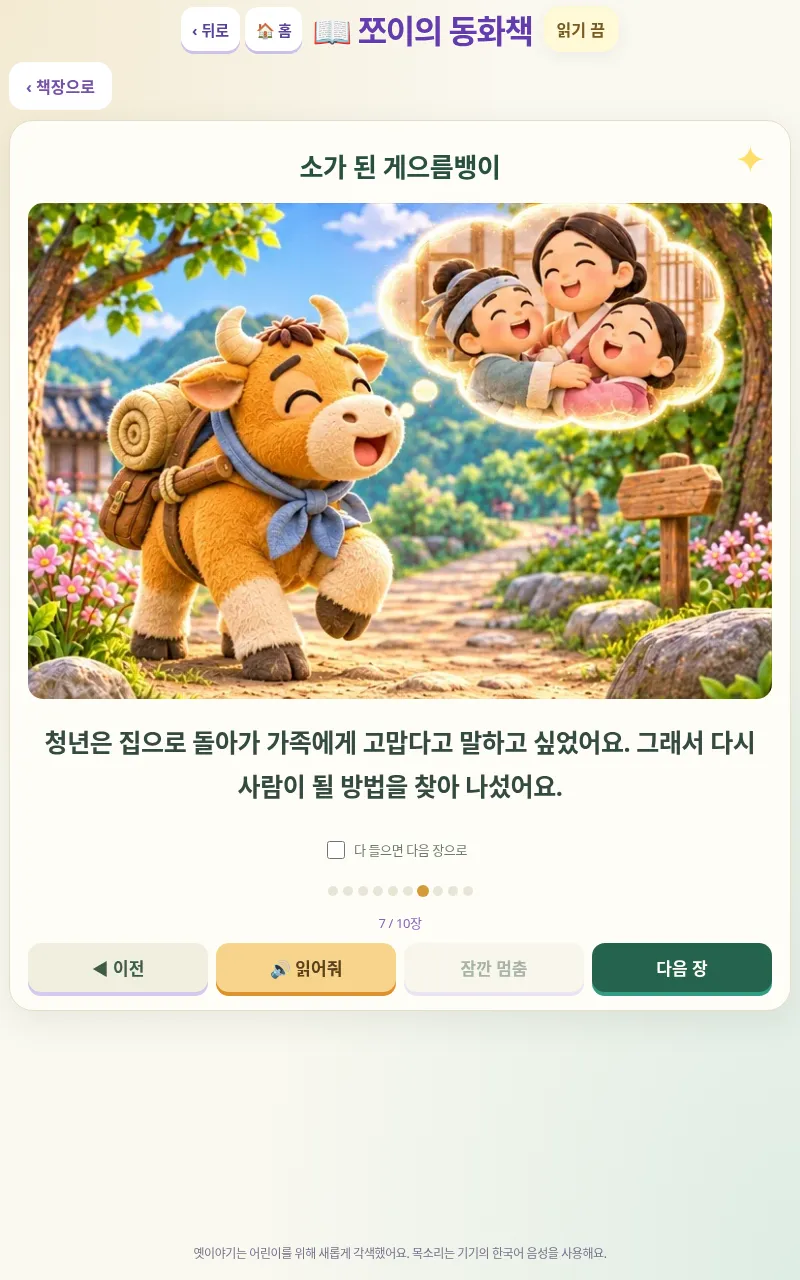 ‹ 뒤로
🏠 홈
📖 쪼이의 동화책
읽기 끔
‹ 책장으로
소가 된 게으름뱅이
청년은 집으로 돌아가 가족에게 고맙다고 말하고 싶었어요. 그래서 다시
사람이 될 방법을 찾아 나섰어요.
다 들으면 다음 장으로
7 / 10장
◀ 이전
🔊 읽어줘
잠깐 멈춤
다음 장
옛이야기는 어린이를 위해 새롭게 각색했어요. 목소리는 기기의 한국어 음성을 사용해요.